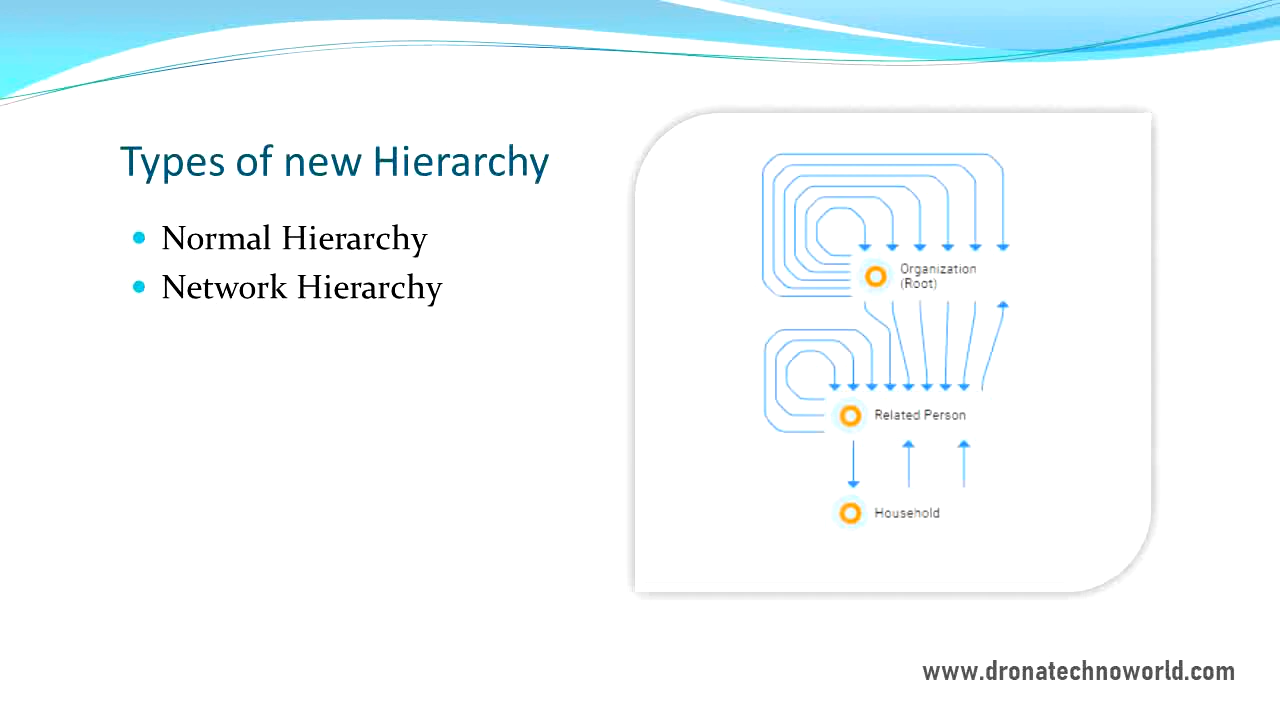 Types of new Hierarchy
Normal Hierarchy
Network Hierarchy
Organization
(Root)
Related Person
Household
www.dronatechnoworld.com